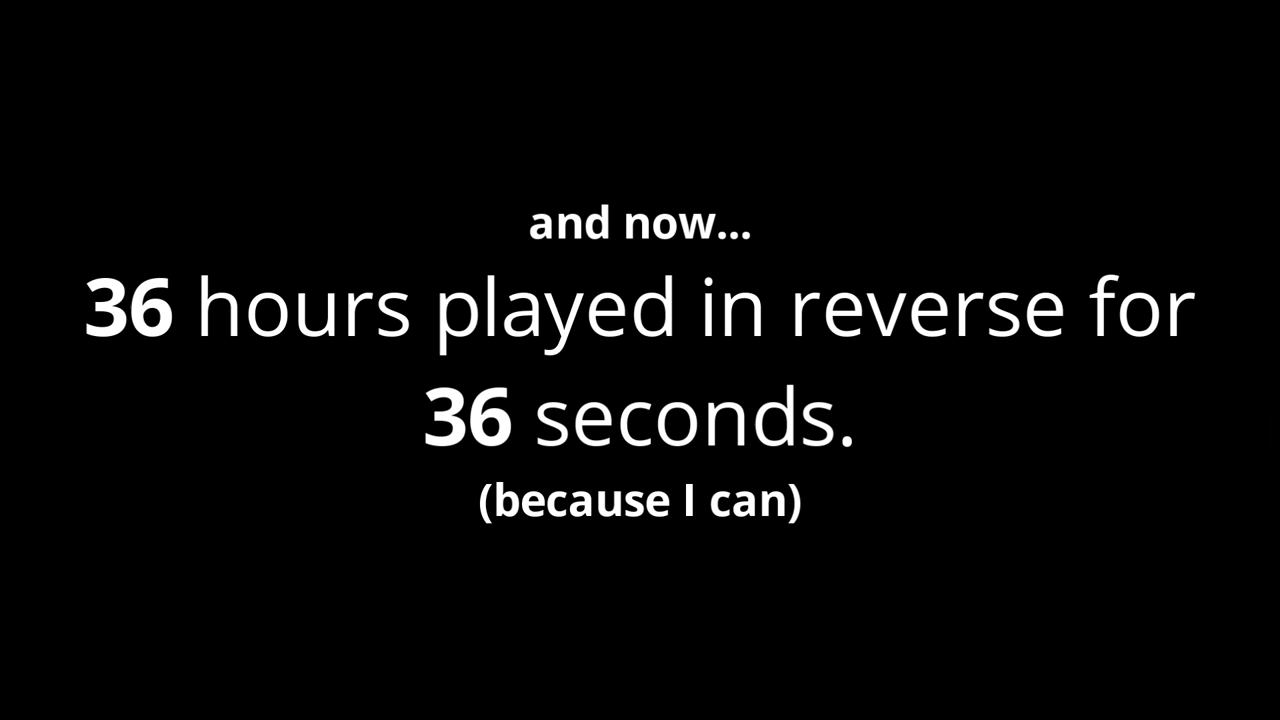 and now...
36 hours played in reverse for
36 seconds.
(because I can)